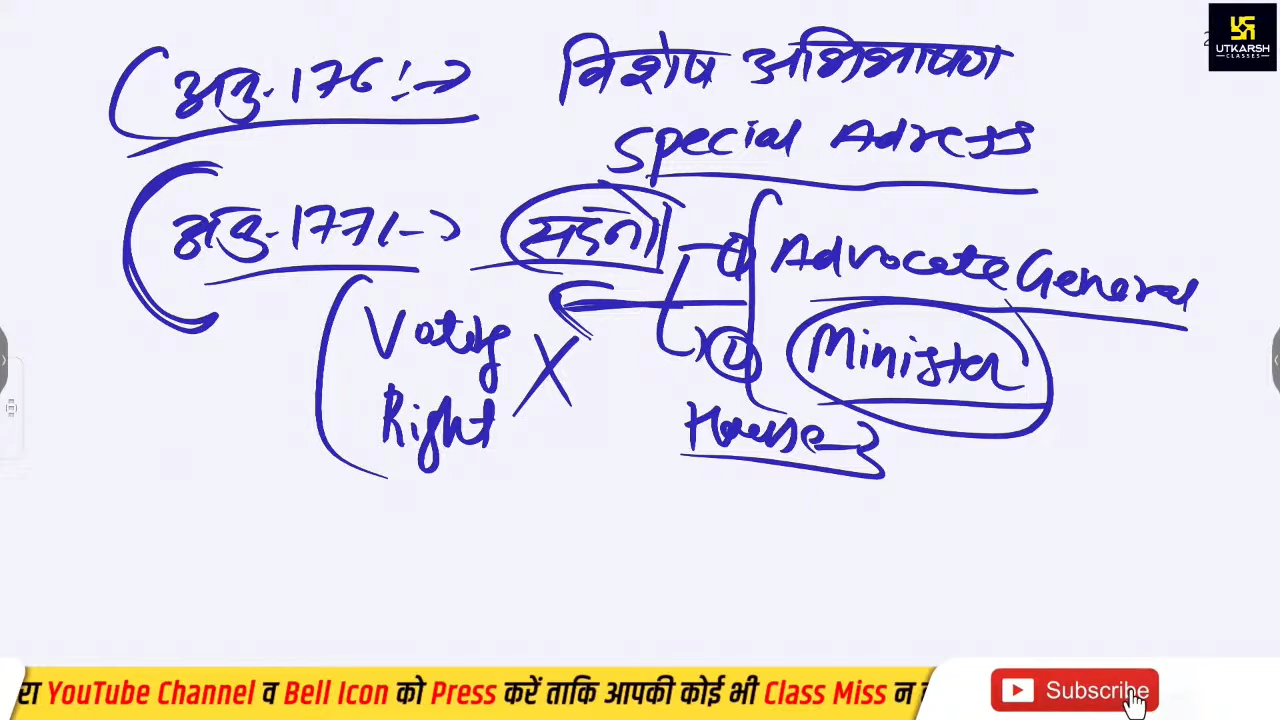 अनु. 176 :→ विशेष अभिभाषण
Special Adress
अनु. 177 :→ सदनों ① Advocate General
② Minister
Voting Right X
House
UTKARSH
CLASSES
रा YouTube Channel व Bell Icon को Press करें ताकि आपकी कोई भी Class Miss न
Subscribe